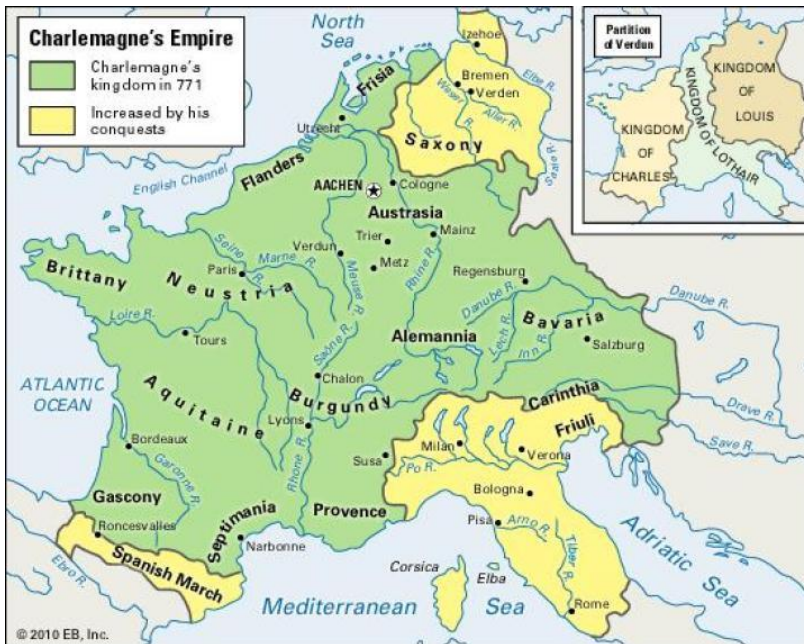 Charlemagne's Empire
Charlemagne's
kingdom in 771
Increased by his
conquests
North
Sea
Izehoe
Bremen
Elbe R.
Verden
Weser R.
Aller R.
Saxony
Saale R.
Frisia
Utrecht
English Channel
Flanders
AACHEN
Cologne
Austrasia
Trier
Mainz
Verdun
Metz
Meuse R.
Rhine R.
Seine R.
Marne R.
Paris
Brittany
Neustria
Loire R.
Tours
Regensburg
Danube R.
Danube R.
Bavaria
Lech R.
Inn R.
Salzburg
Alemannia
Saône R.
Chalon
Burgundy
Carinthia
Drave R.
Save R.
ATLANTIC
OCEAN
Aquitaine
Lyons
Friuli
Milan
Verona
Susa
Po R.
Bordeaux
Garonne R.
Rhone R.
Bologna
Gascony
Septimania
Provence
Pisa
Arno R.
Tiber R.
Adriatic Sea
Roncesvalles
Narbonne
Spanish March
Ebro R.
Corsica
Elba
Rome
Mediterranean Sea
© 2010 EB, Inc.
Partition
of Verdun
KINGDOM
OF
LOUIS
KINGDOM OF LOTHAIR
KINGDOM
OF
CHARLES